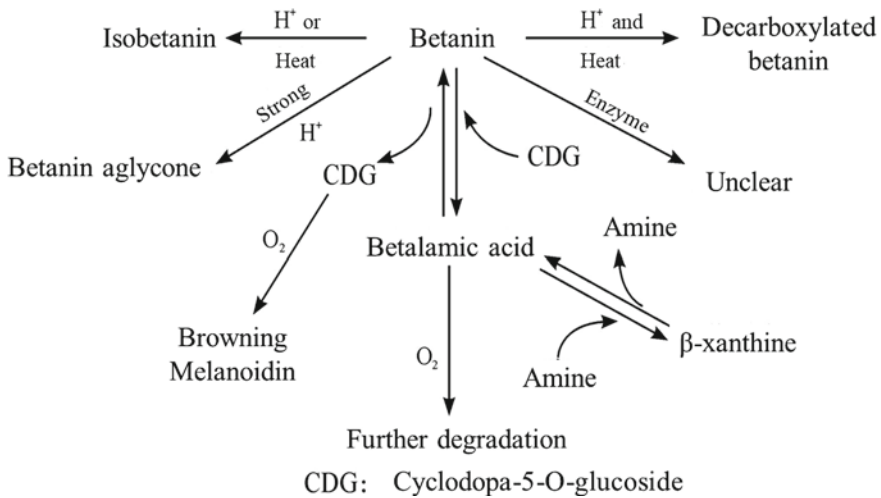 Isobetanin
H⁺ or
Heat
Betanin
H⁺ and
Heat
Decarboxylated
betanin
Strong
H⁺
Enzyme
Betanin aglycone
CDG
CDG
Unclear
O₂
Betalamic acid
Amine
Browning
Melanoidin
O₂
Amine
β-xanthine
Further degradation
CDG: Cyclodopa-5-O-glucoside